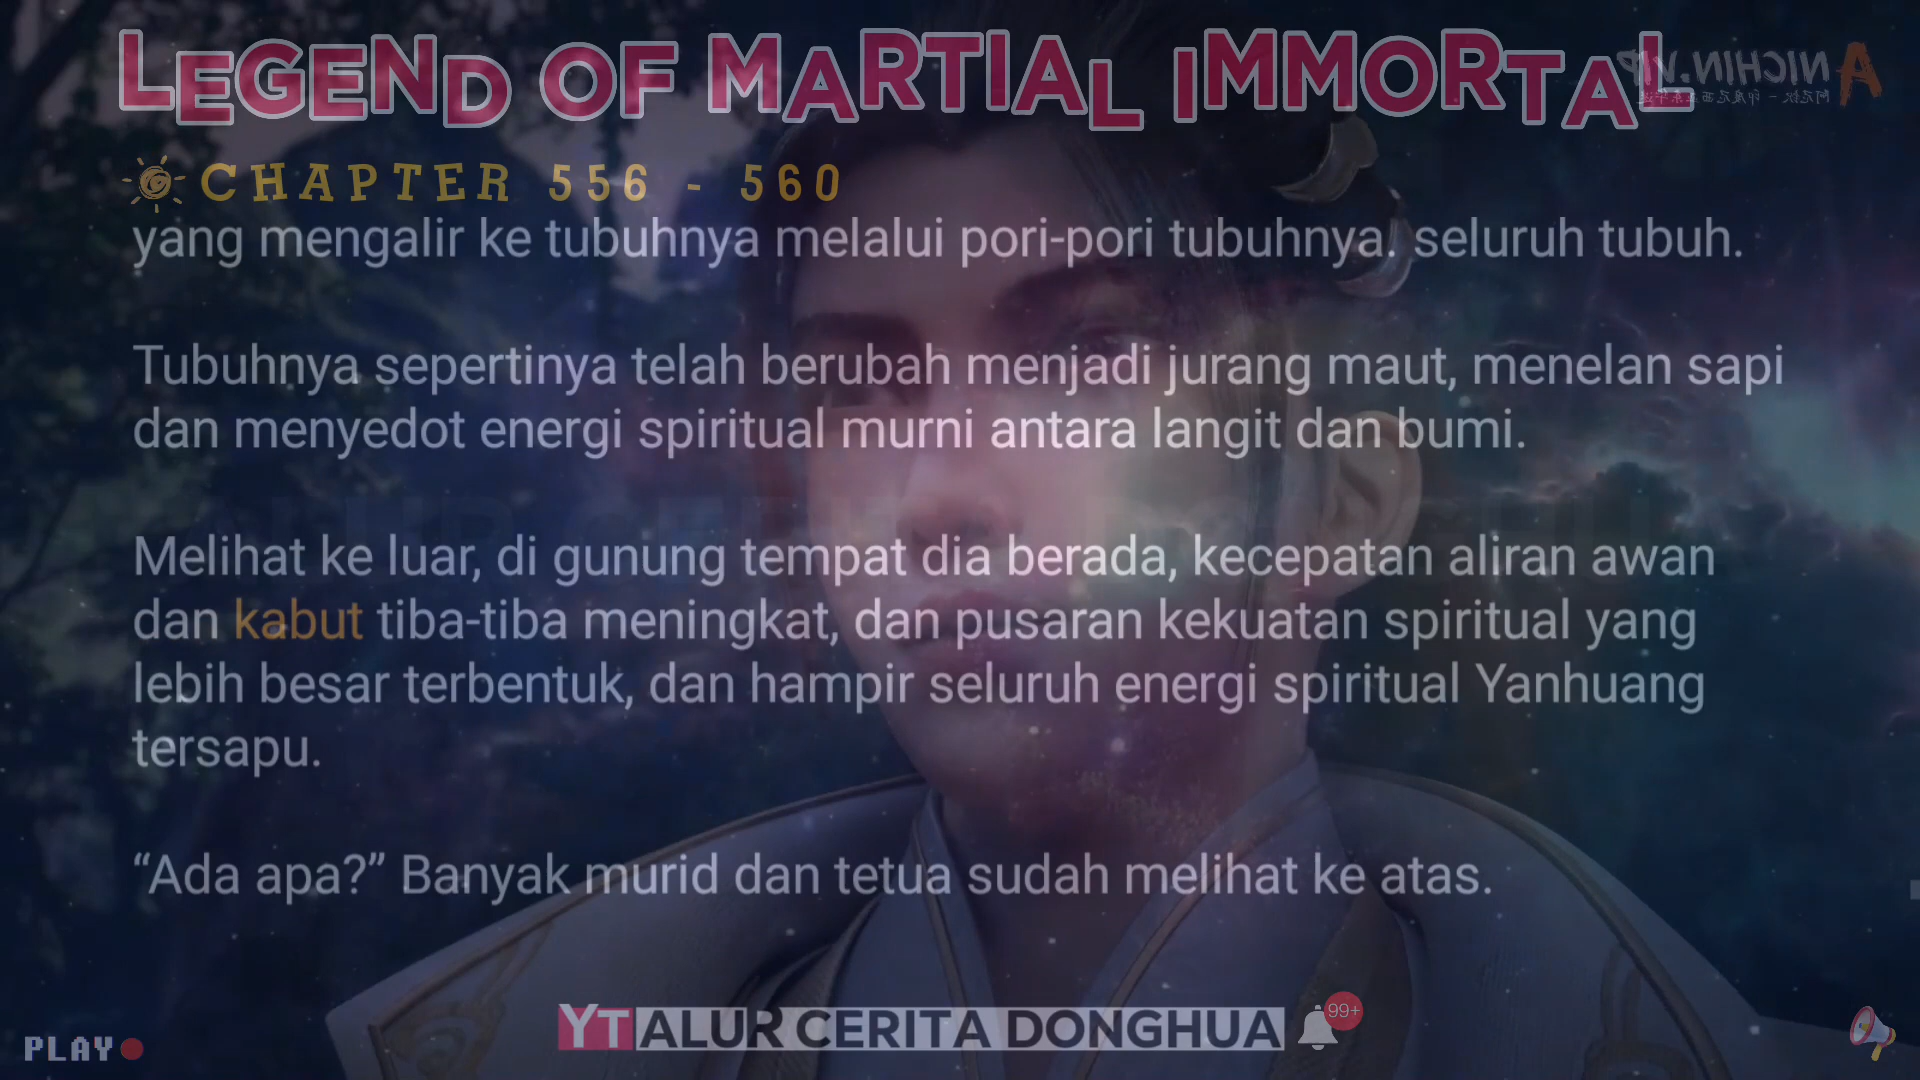 LEGEND OF MARTIAL IMMORTAL
CHAPTER 556 - 560
yang mengalir ke tubuhnya melalui pori-pori tubuhnya. seluruh tubuh.
Tubuhnya sepertinya telah berubah menjadi jurang maut, menelan sapi
dan menyedot energi spiritual murni antara langit dan bumi.
Melihat ke luar, di gunung tempat dia berada, kecepatan aliran awan
dan kabut tiba-tiba meningkat, dan pusaran kekuatan spiritual yang
lebih besar terbentuk, dan hampir seluruh energi spiritual Yanhuang
tersapu.
“Ada apa?” Banyak murid dan tetua sudah melihat ke atas.
YT ALUR CERITA DONGHUA
99+
PLAY
ANICHIN.VIP